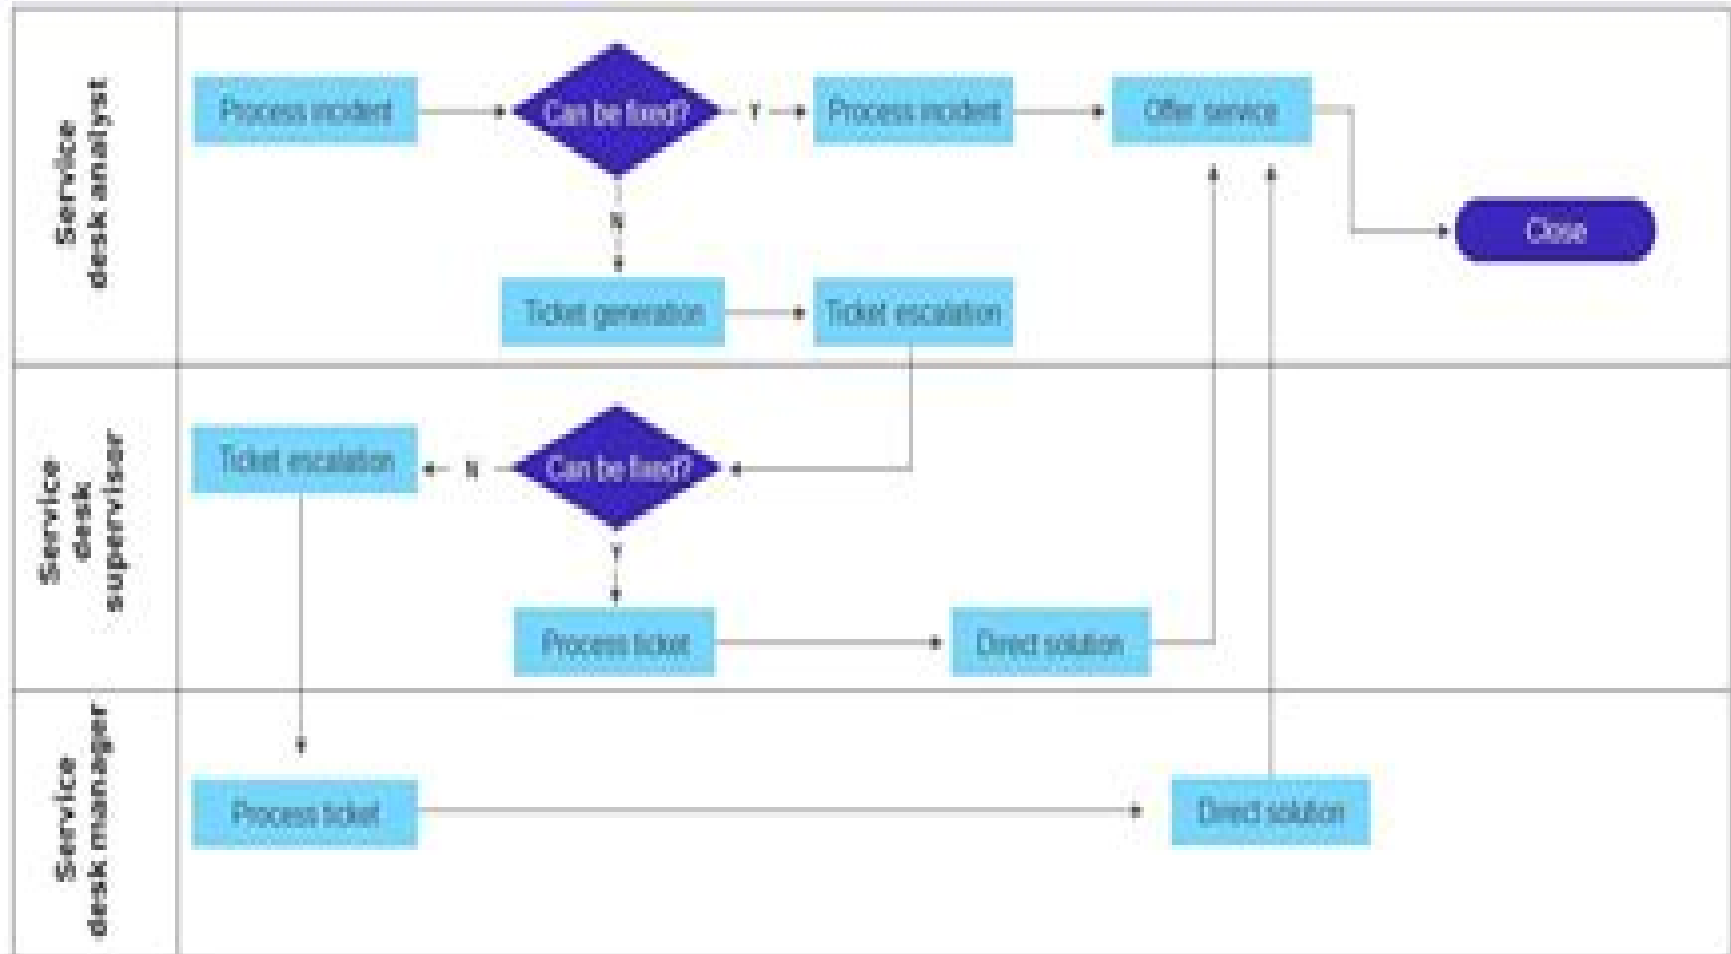 Service
desk analyst
Process incident
Can be fixed?
Y
Process incident
Offer service
N
Close
Ticket generation
Ticket escalation
Service
desk
supervisor
Ticket escalation
N
Can be fixed?
Y
Process ticket
Direct solution
Service
desk manager
Process ticket
Direct solution